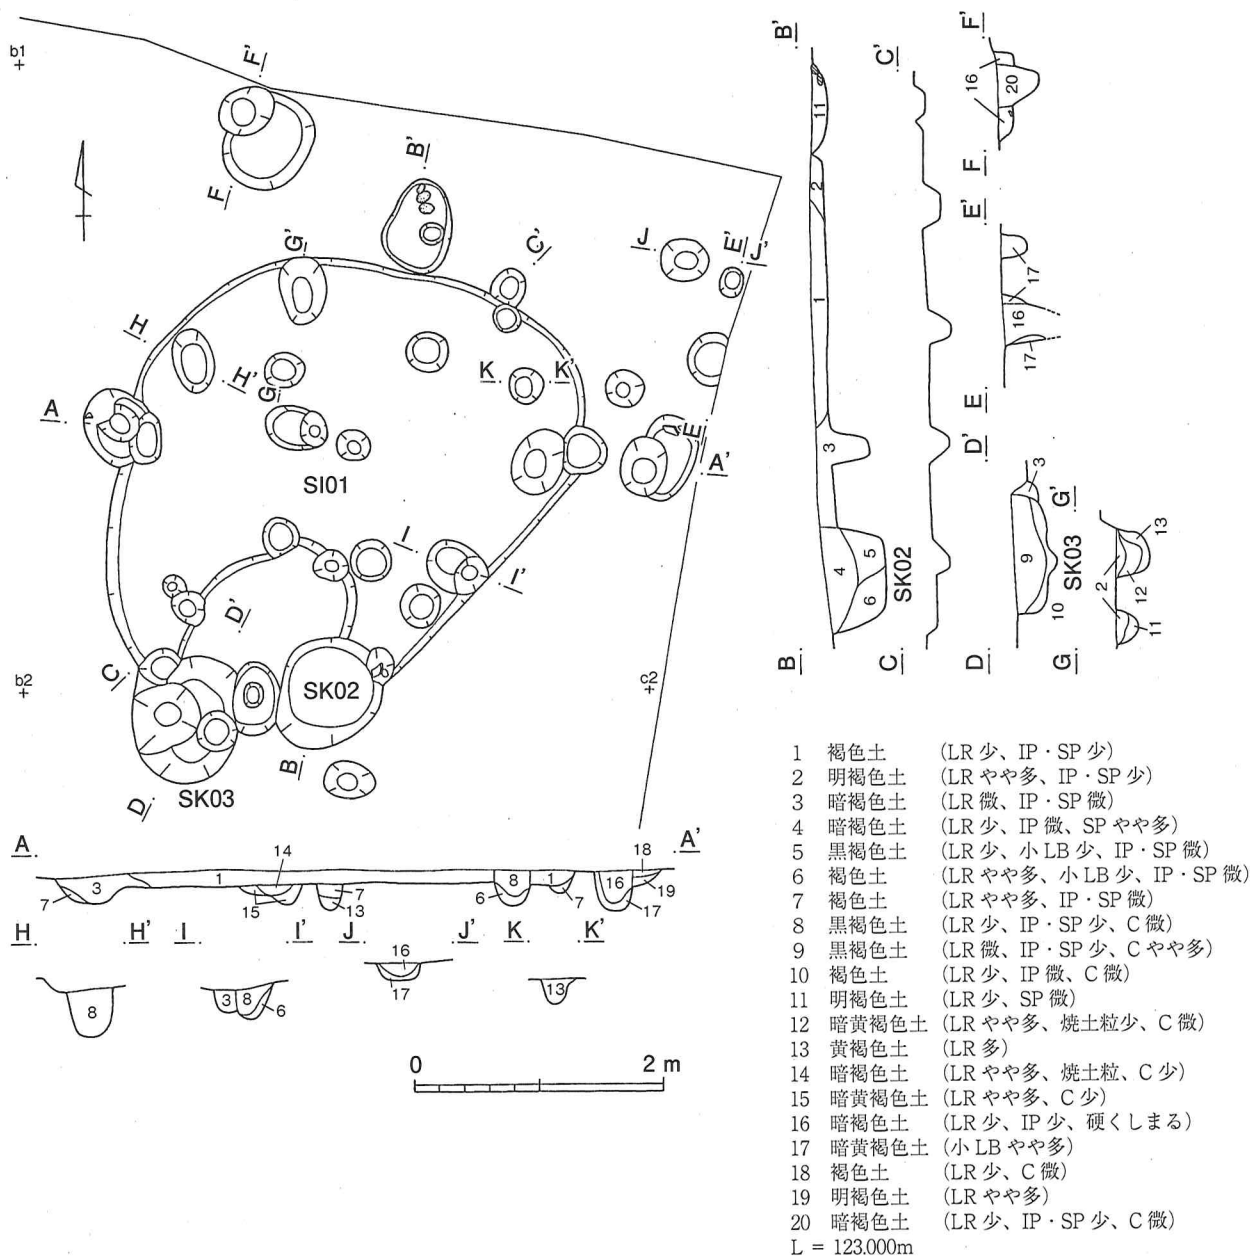 b1
+
F'
F
B'
G'
C'
J
E'
J'
H
H'
G
K
K'
A
E
A'
SI01
I
I'
D'
C
b2
+
c2
+
SK02
B
D
SK03
A
A'
3
7
1
14
15
7
13
8
6
1
7
16
17
18
19
H
H'
I
I'
J
J'
K
K'
8
3
8
6
16
17
13
0
2 m
B'
11
2
1
3
4
5
6
SK02
B
C'
C
F'
16
20
F
E'
17
16
17
E
D'
3
9
10
SK03
D
G'
13
2
12
11
G
1 褐色土 (LR 少、IP・SP 少)
2 明褐色土 (LR やや多、IP・SP 少)
3 暗褐色土 (LR 微、IP・SP 微)
4 暗褐色土 (LR 少、IP 微、SP やや多)
5 黒褐色土 (LR 少、小 LB 少、IP・SP 微)
6 褐色土 (LR やや多、小 LB 少、IP・SP 微)
7 褐色土 (LR やや多、IP・SP 微)
8 黒褐色土 (LR 少、IP・SP 少、C 微)
9 黒褐色土 (LR 微、IP・SP 少、C やや多)
10 褐色土 (LR 少、IP 微、C 微)
11 明褐色土 (LR 少、SP 微)
12 暗黄褐色土 (LR やや多、焼土粒少、C 微)
13 黄褐色土 (LR 多)
14 暗褐色土 (LR やや多、焼土粒、C 少)
15 暗黄褐色土 (LR やや多、C 少)
16 暗褐色土 (LR 少、IP 少、硬くしまる)
17 暗黄褐色土 (小 LB やや多)
18 褐色土 (LR 少、C 微)
19 明褐色土 (LR やや多)
20 暗褐色土 (LR 少、IP・SP 少、C 微)
L = 123.000m